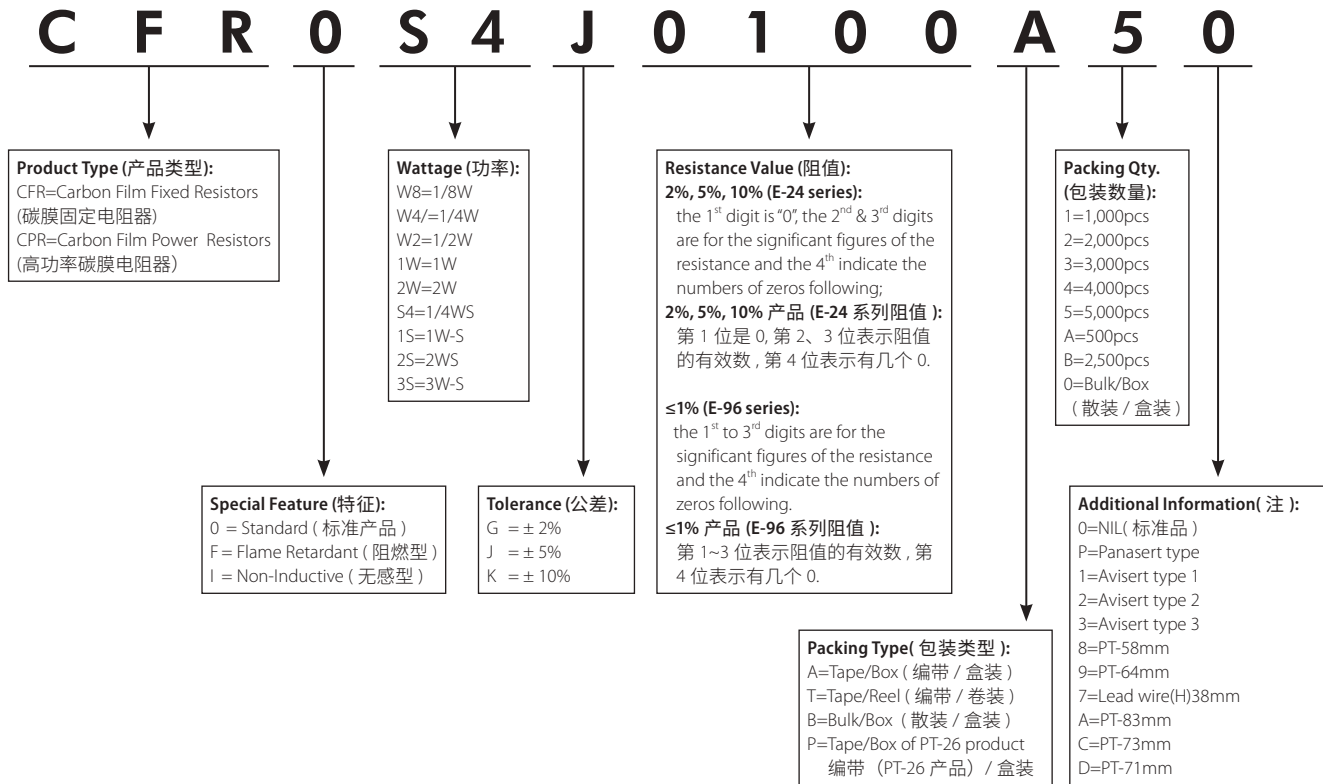 C F R 0 S 4 J 0 1 0 0 A 5 0
Product Type (产品类型):
CFR=Carbon Film Fixed Resistors
(碳膜固定电阻器)
CPR=Carbon Film Power Resistors
(高功率碳膜电阻器）
Wattage (功率):
W8=1/8W
W4/=1/4W
W2=1/2W
1W=1W
2W=2W
S4=1/4WS
1S=1W-S
2S=2WS
3S=3W-S
Resistance Value (阻值):
2%, 5%, 10% (E-24 series):
the 1st digit is "0", the 2nd & 3rd digits
are for the significant figures of the
resistance and the 4th indicate the
numbers of zeros following;
2%, 5%, 10% 产品 (E-24 系列阻值 ):
第 1 位是 0, 第 2、3 位表示阻值
的有效数 , 第 4 位表示有几个 0.
≤1% (E-96 series):
the 1st to 3rd digits are for the
significant figures of the resistance
and the 4th indicate the numbers of
zeros following.
≤1% 产品 (E-96 系列阻值 ):
第 1~3 位表示阻值的有效数 , 第
4 位表示有几个 0.
Packing Qty.
(包装数量):
1=1,000pcs
2=2,000pcs
3=3,000pcs
4=4,000pcs
5=5,000pcs
A=500pcs
B=2,500pcs
0=Bulk/Box
( 散装 / 盒装 )
Special Feature (特征):
0 = Standard ( 标准产品 )
F = Flame Retardant ( 阻燃型 )
I = Non-Inductive ( 无感型 )
Tolerance (公差):
G = ± 2%
J = ± 5%
K = ± 10%
Packing Type( 包装类型 ):
A=Tape/Box ( 编带 / 盒装 )
T=Tape/Reel ( 编带 / 卷装 )
B=Bulk/Box ( 散装 / 盒装 )
P=Tape/Box of PT-26 product
编带（PT-26 产品）/ 盒装
Additional Information( 注 ):
0=NIL( 标准品 )
P=Panasert type
1=Avisert type 1
2=Avisert type 2
3=Avisert type 3
8=PT-58mm
9=PT-64mm
7=Lead wire(H)38mm
A=PT-83mm
C=PT-73mm
D=PT-71mm